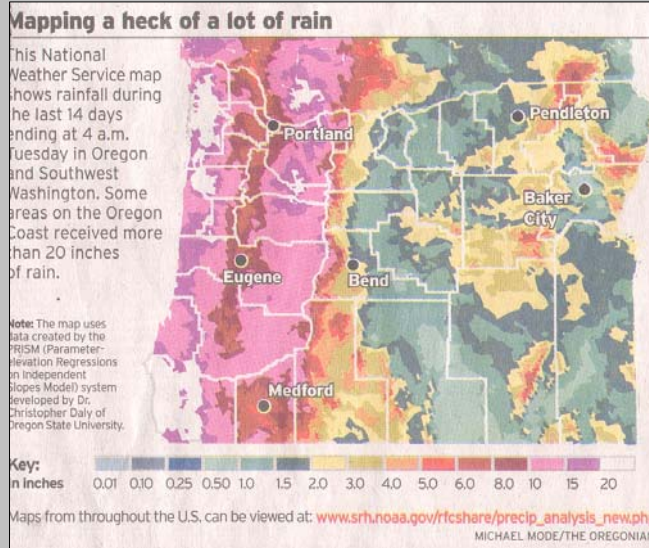 Mapping a heck of a lot of rain
This National
Weather Service map
shows rainfall during
the last 14 days
ending at 4 a.m.
Tuesday in Oregon
and Southwest
Washington. Some
areas on the Oregon
Coast received more
than 20 inches
of rain.
Note: The map uses
data created by the
PRISM (Parameter-
elevation Regressions
on Independent
Slopes Model) system
developed by Dr.
Christopher Daly of
Oregon State University.
Portland
Pendleton
Baker
City
Eugene
Bend
Medford
Key:
In inches
0.01 0.10 0.25 0.50 1.0 1.5 2.0 3.0 4.0 5.0 6.0 8.0 10 15 20
Maps from throughout the U.S. can be viewed at: www.srh.noaa.gov/rfcshare/precip_analysis_new.ph
MICHAEL MODE/THE OREGONIAN